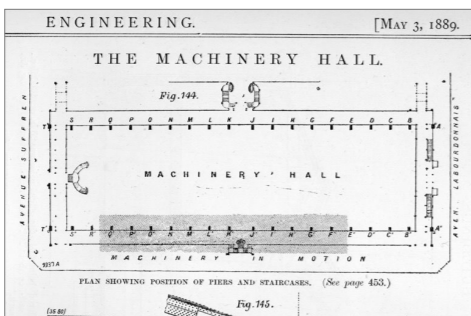 ENGINEERING.
[MAY 3, 1889.
THE MACHINERY HALL.
Fig. 144.
S R Q P O N M L K J I H G F E D C B
T A
AVENUE SUFFREN
MACHINERY HALL
AVEN. LABOURDONNAIS
T' A'
S' R' Q' P' O' N' M' L' K' J' I' H' G' F' E' D' C' B'
MACHINERY IN MOTION
9237.A
PLAN SHOWING POSITION OF PIERS AND STAIRCASES. (See page 453.)
Fig. 145.